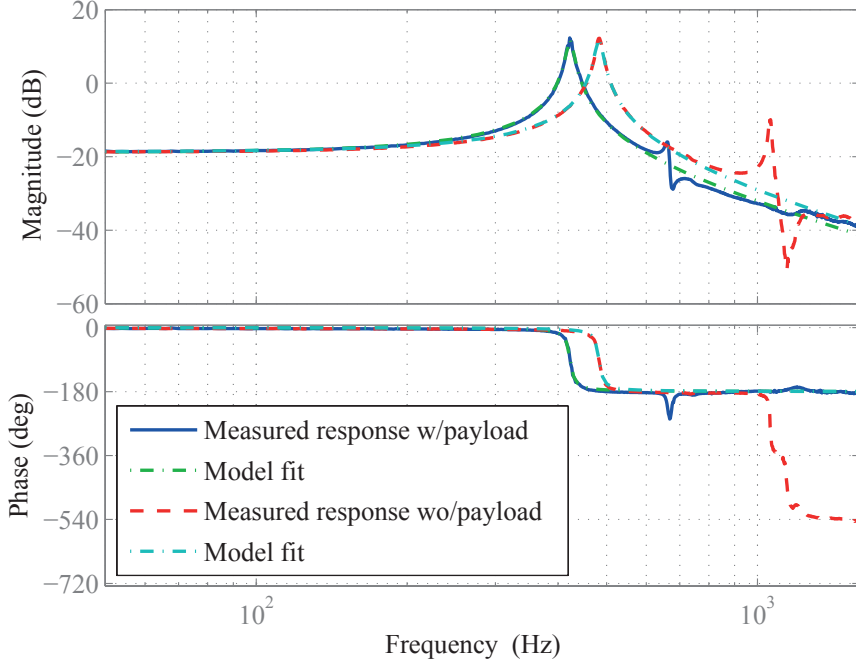 20
0
−20
−40
−60
Magnitude (dB)
0
−180
−360
−540
−720
Phase (deg)
Measured response w/payload
Model fit
Measured response wo/payload
Model fit
10^2
10^3
Frequency (Hz)